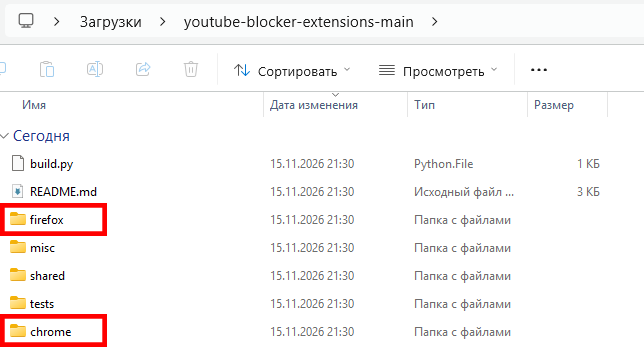 Загрузки youtube-blocker-extensions-main
Сортировать Просмотреть
Имя Дата изменения Тип Размер
Сегодня
build.py 15.11.2026 21:30 Python.File 1 КБ
README.md 15.11.2026 21:30 Исходный файл ... 3 КБ
firefox 15.11.2026 21:30 Папка с файлами
misc 15.11.2026 21:30 Папка с файлами
shared 15.11.2026 21:30 Папка с файлами
tests 15.11.2026 21:30 Папка с файлами
chrome 15.11.2026 21:30 Папка с файлами